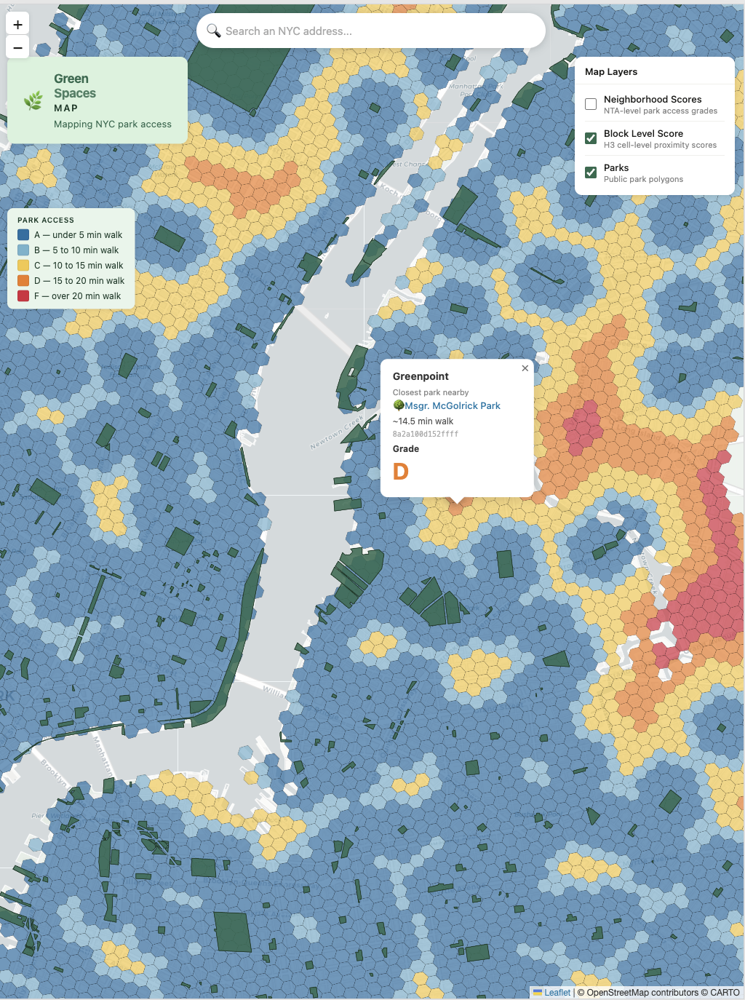 +
−
Search an NYC address...
Green
Spaces
MAP
Mapping NYC park access
Map Layers
Neighborhood Scores
NTA-level park access grades
Block Level Score
H3 cell-level proximity scores
Parks
Public park polygons
PARK ACCESS
A — under 5 min walk
B — 5 to 10 min walk
C — 10 to 15 min walk
D — 15 to 20 min walk
F — over 20 min walk
Greenpoint
×
Closest park nearby
Msgr. McGolrick Park
~14.5 min walk
8a2a100d152ffff
Grade
D
Newtown Creek
Willia
Manhattan
Brooklyn
Pier
Leaflet | © OpenStreetMap contributors © CARTO